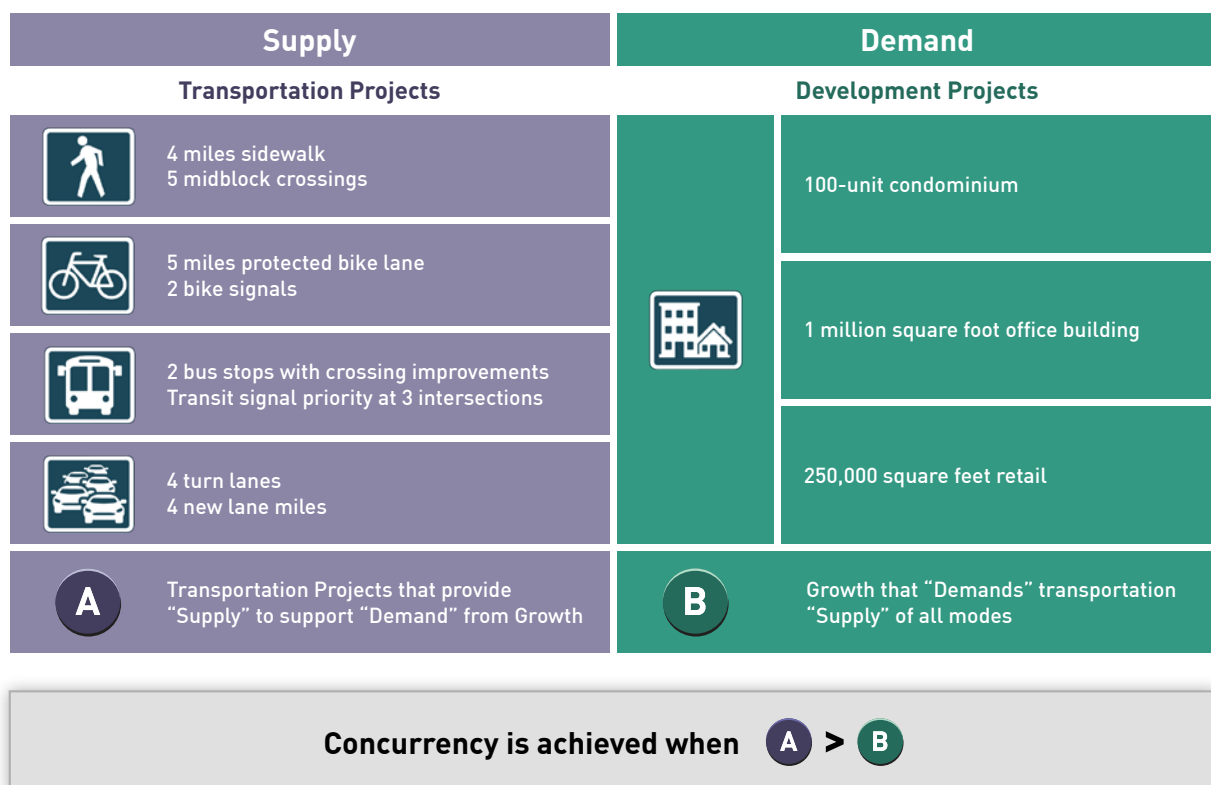 Supply
Transportation Projects
4 miles sidewalk
5 midblock crossings
5 miles protected bike lane
2 bike signals
2 bus stops with crossing improvements
Transit signal priority at 3 intersections
4 turn lanes
4 new lane miles
A
Transportation Projects that provide
“Supply” to support “Demand” from Growth
Demand
Development Projects
100-unit condominium
1 million square foot office building
250,000 square feet retail
B
Growth that “Demands” transportation
“Supply” of all modes
Concurrency is achieved when A > B